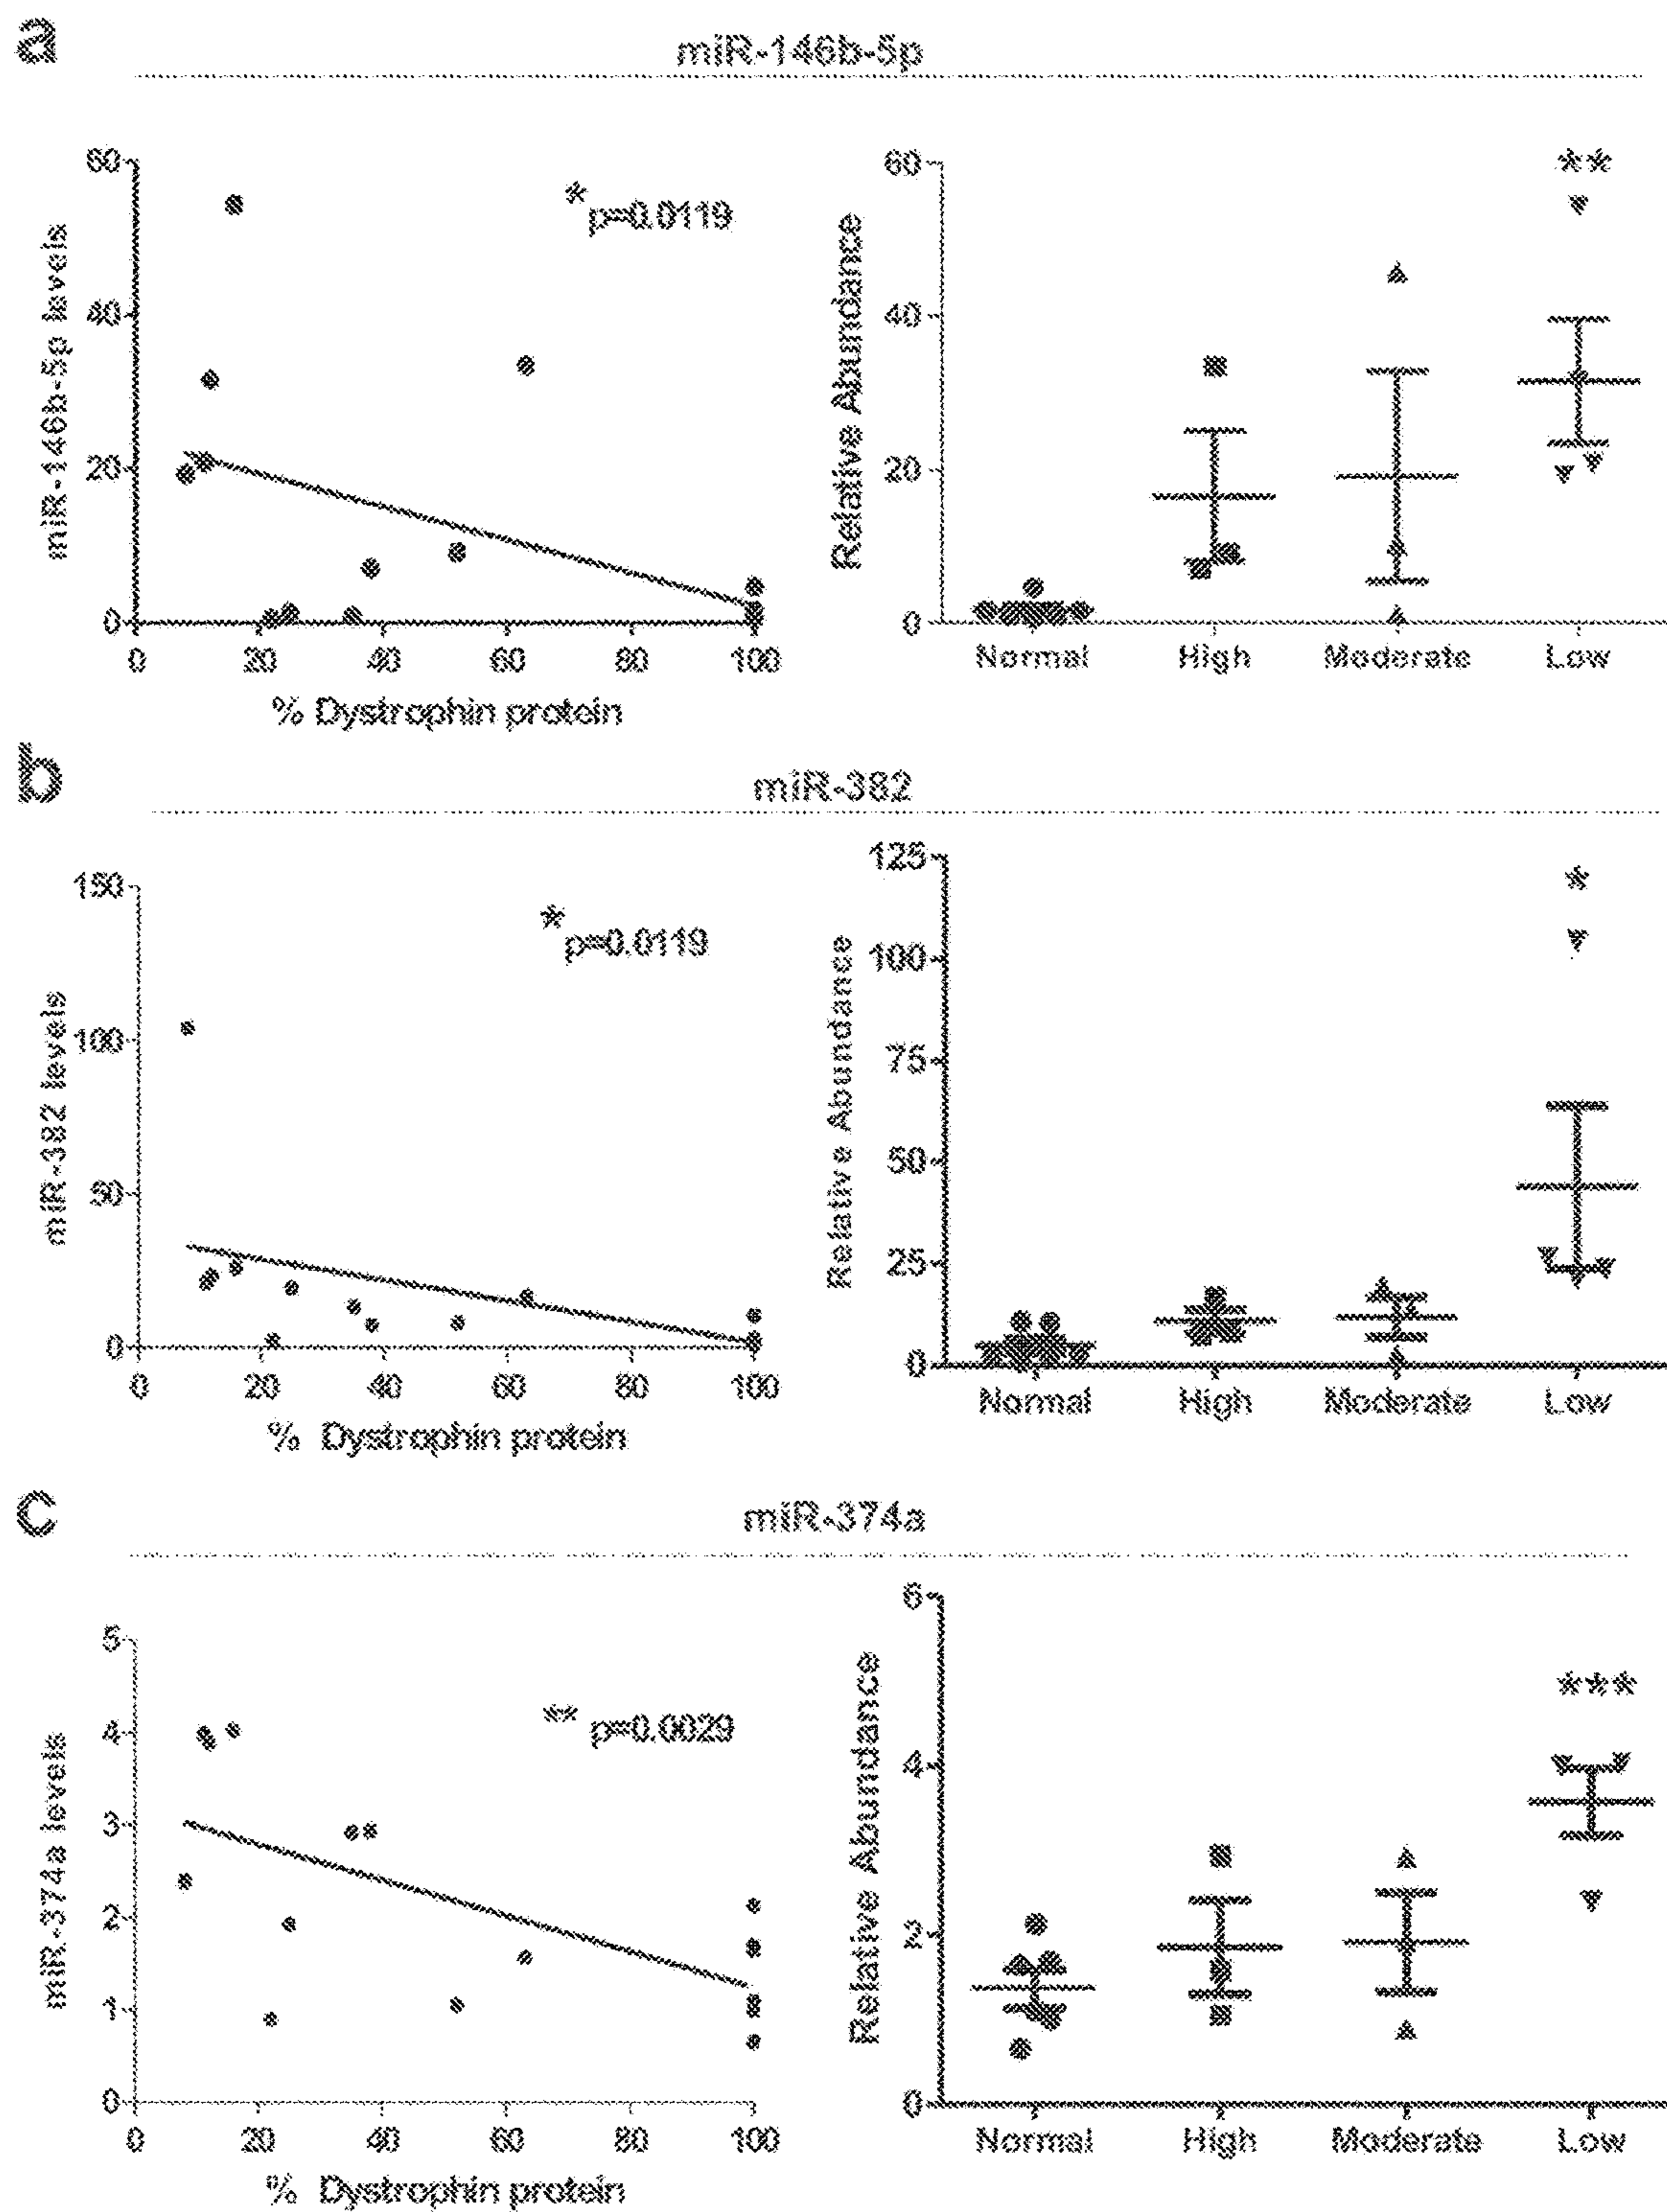 a
miR-146b-5p
miR-146b-5p levels
60
40
20
0
* p=0.0119
0 20 40 60 80 100
% Dystrophin protein
Relative Abundance
60
40
20
0
**
Normal High Moderate Low
b
miR-382
miR-382 levels
150
100
50
0
* p=0.0119
0 20 40 60 80 100
% Dystrophin protein
Relative Abundance
125
100
75
50
25
0
*
Normal High Moderate Low
c
miR-374a
miR-374a levels
5
4
3
2
1
0
** p=0.0029
0 20 40 60 80 100
% Dystrophin protein
Relative Abundance
6
4
2
0
***
Normal High Moderate Low